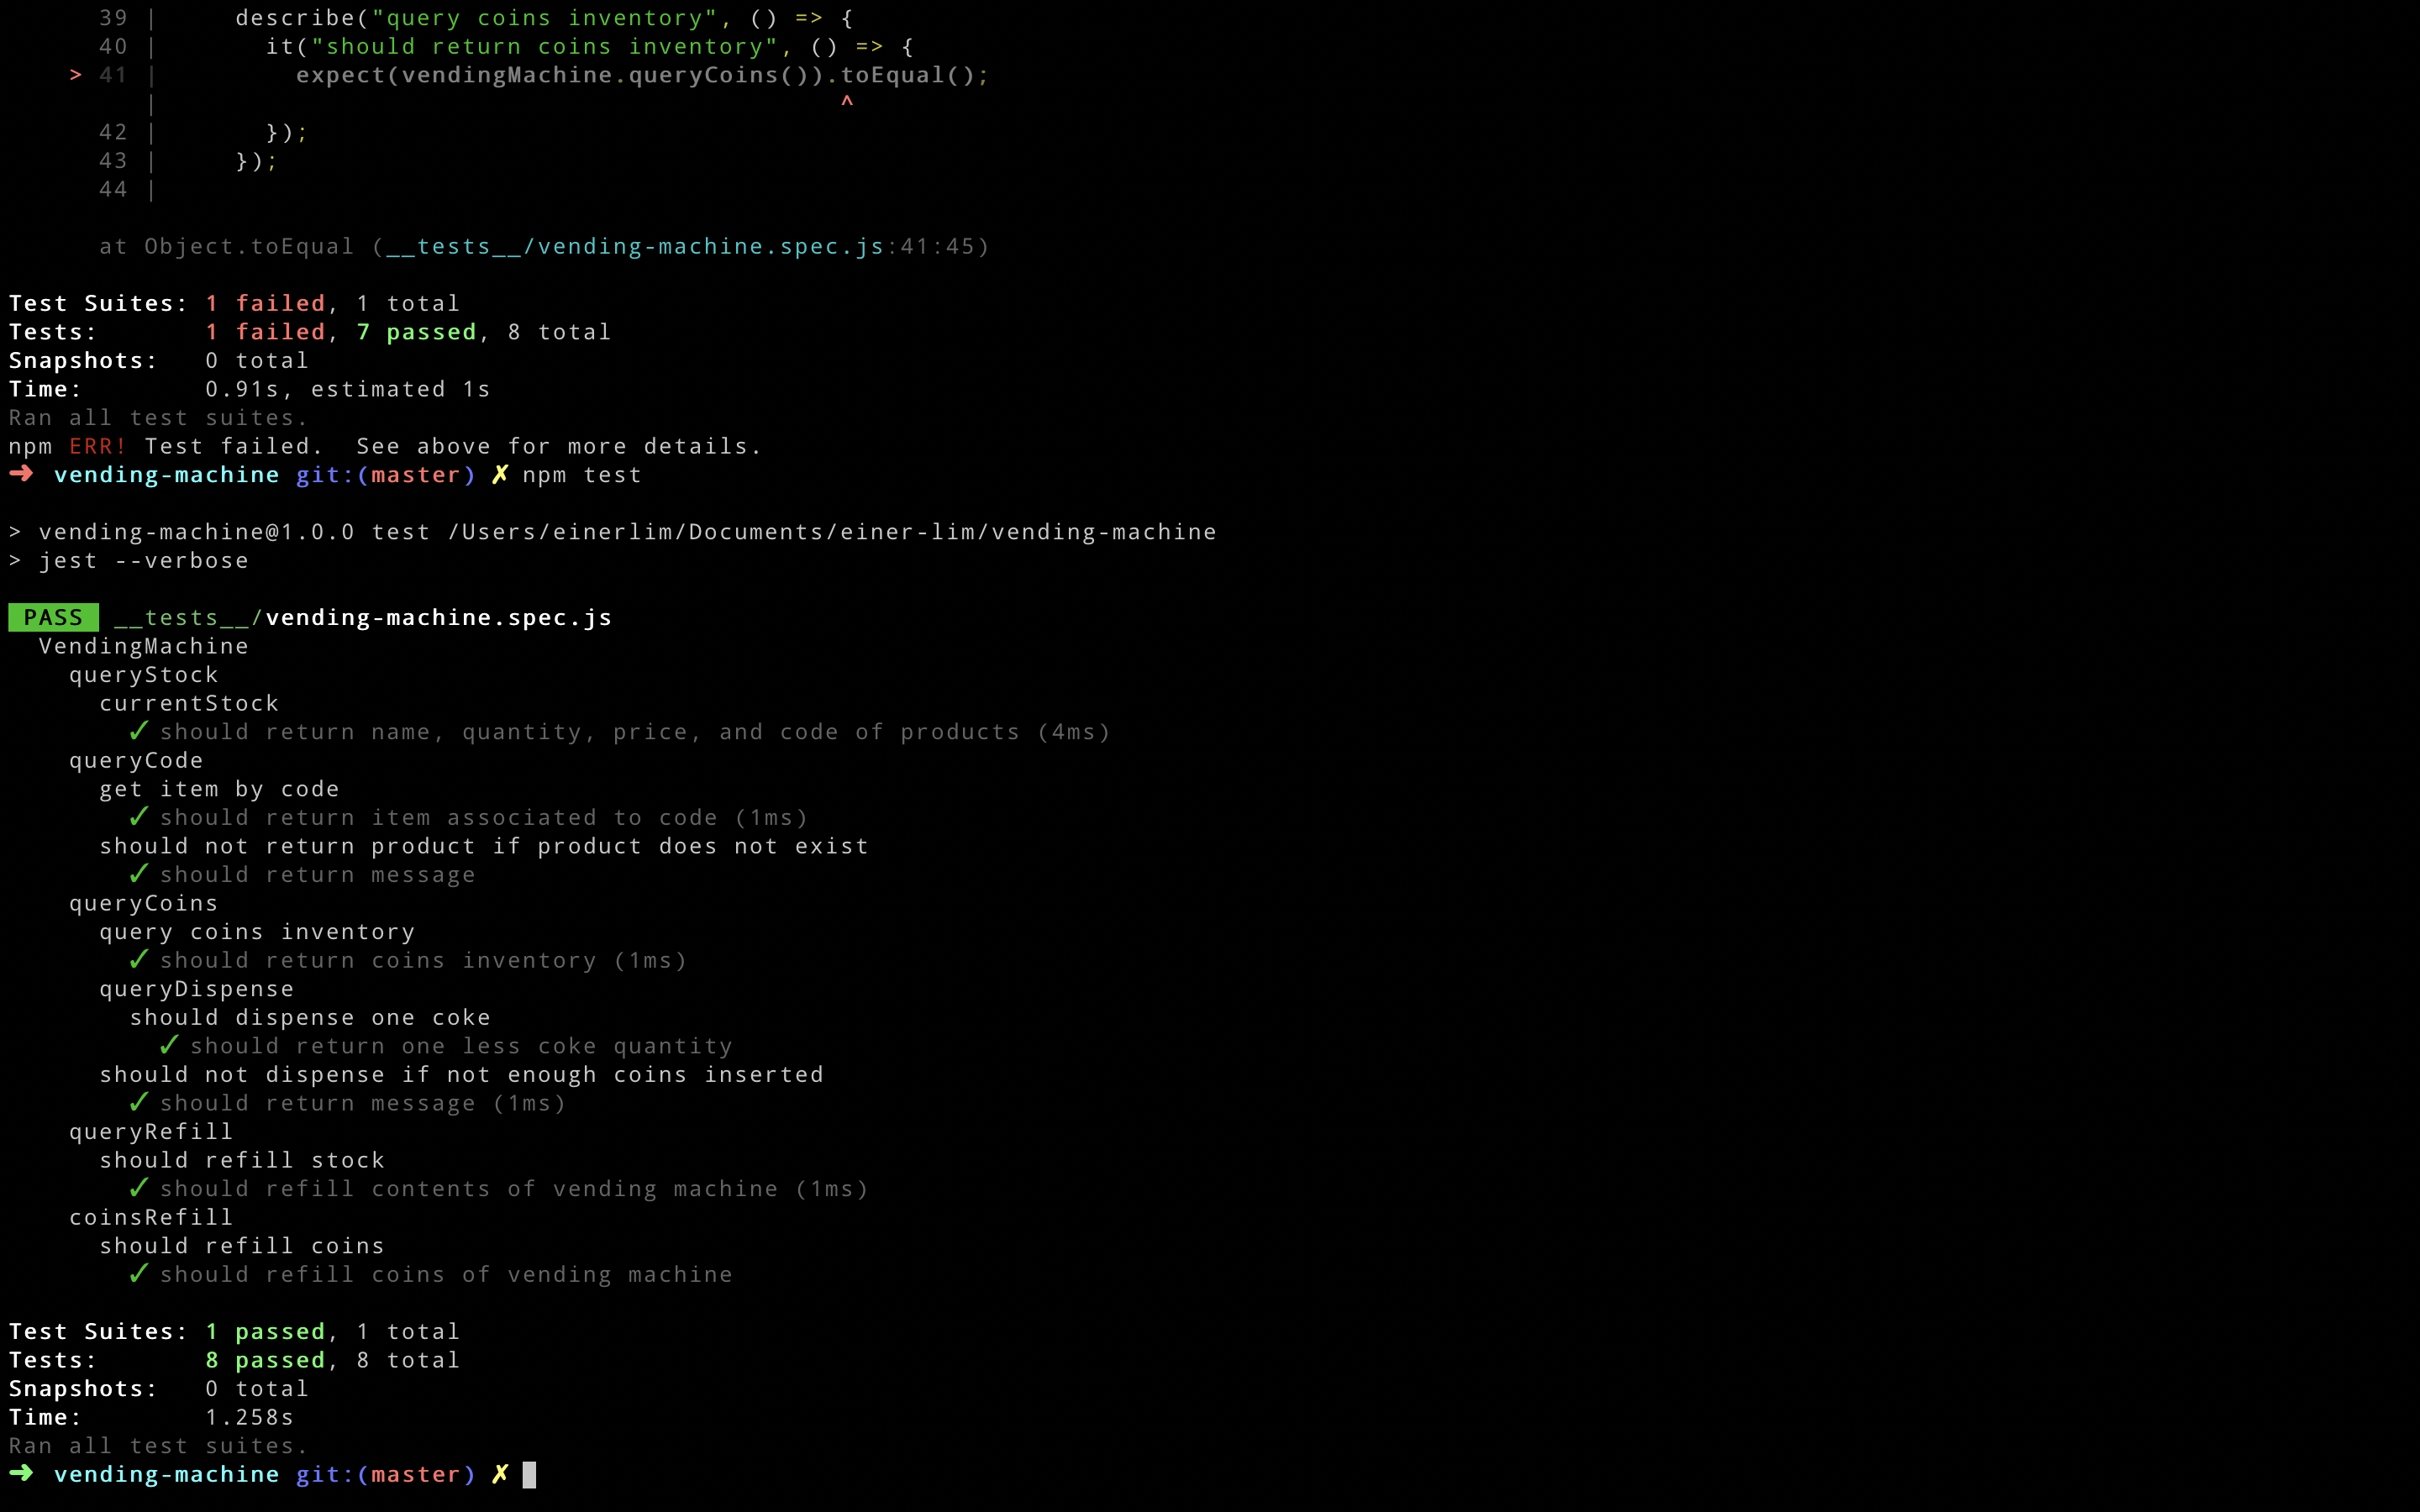 39 |     describe("query coins inventory", () => {
40 |       it("should return coins inventory", () => {
> 41 |         expect(vendingMachine.queryCoins()).toEqual();
|                                             ^
42 |       });
43 |     });
44 |
at Object.toEqual (__tests__/vending-machine.spec.js:41:45)
Test Suites: 1 failed, 1 total
Tests:       1 failed, 7 passed, 8 total
Snapshots:   0 total
Time:        0.91s, estimated 1s
Ran all test suites.
npm ERR! Test failed.  See above for more details.
➜  vending-machine git:(master) ✗ npm test
> vending-machine@1.0.0 test /Users/einerlim/Documents/einer-lim/vending-machine
> jest --verbose
PASS __tests__/vending-machine.spec.js
VendingMachine
queryStock
currentStock
✓ should return name, quantity, price, and code of products (4ms)
queryCode
get item by code
✓ should return item associated to code (1ms)
should not return product if product does not exist
✓ should return message
queryCoins
query coins inventory
✓ should return coins inventory (1ms)
queryDispense
should dispense one coke
✓ should return one less coke quantity
should not dispense if not enough coins inserted
✓ should return message (1ms)
queryRefill
should refill stock
✓ should refill contents of vending machine (1ms)
coinsRefill
should refill coins
✓ should refill coins of vending machine
Test Suites: 1 passed, 1 total
Tests:       8 passed, 8 total
Snapshots:   0 total
Time:        1.258s
Ran all test suites.
➜  vending-machine git:(master) ✗